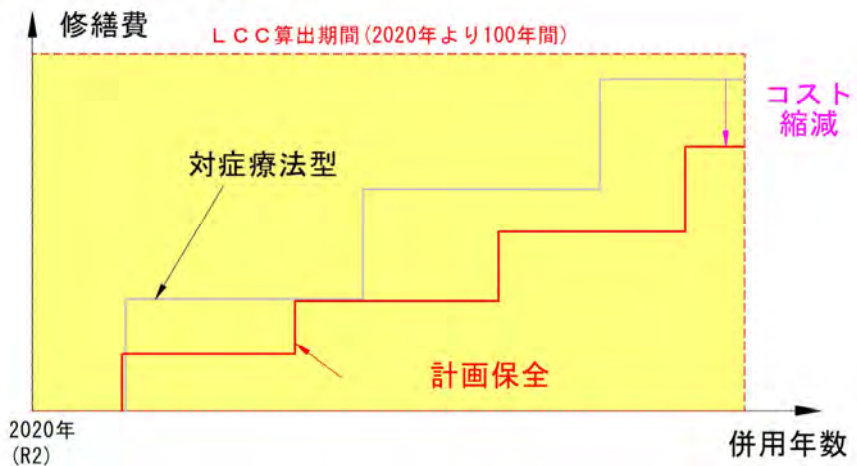 修繕費
ＬＣＣ算出期間(2020年より100年間)
コスト
縮減
対症療法型
計画保全
2020年
(R2)
併用年数